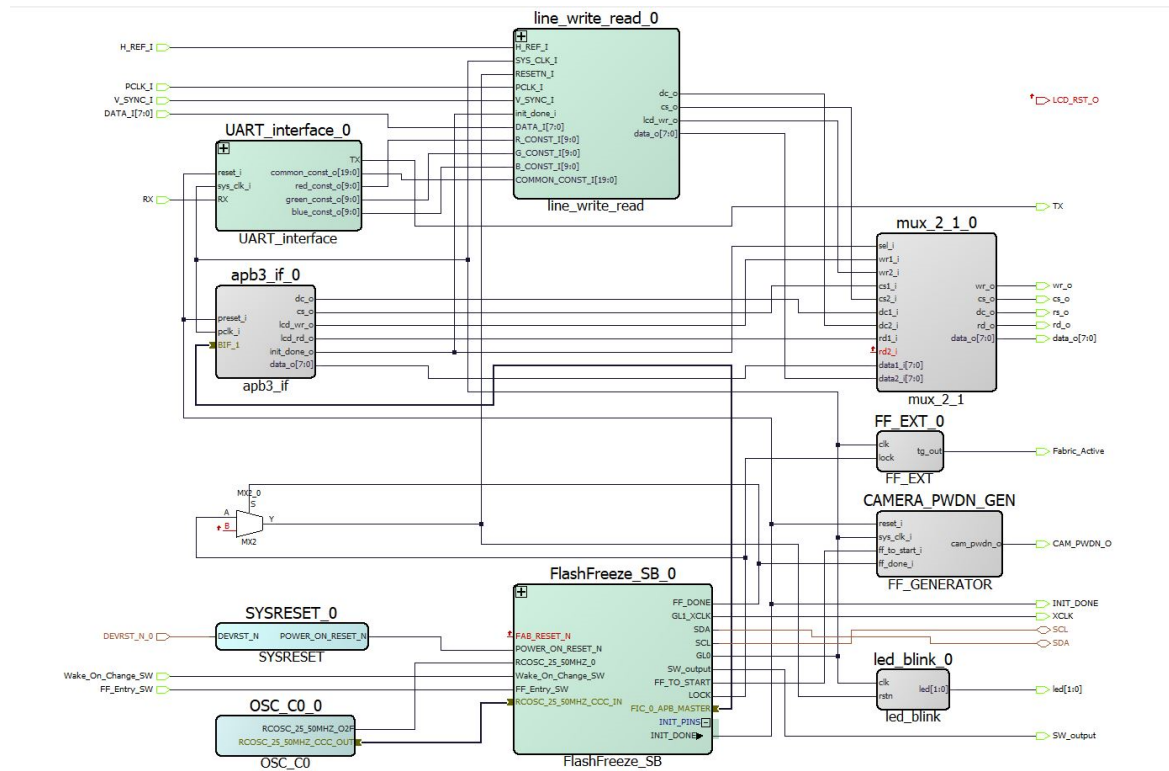 line_write_read_0
H_REF_I
PCLK_I
V_SYNC_I
DATA_I[7:0]
H_REF_I
SYS_CLK_I
RESETN_I
PCLK_I
V_SYNC_I
init_done_i
DATA_I[7:0]
R_CONST_I[9:0]
G_CONST_I[9:0]
B_CONST_I[9:0]
COMMON_CONST_I[19:0]
dc_o
cs_o
lcd_wr_o
data_o[7:0]
line_write_read
LCD_RST_O
UART_interface_0
RX
reset_i
sys_clk_i
RX
TX
common_const_o[19:0]
red_const_o[9:0]
green_const_o[9:0]
blue_const_o[9:0]
UART_interface
TX
mux_2_1_0
sel_i
wr1_i
wr2_i
cs1_i
cs2_i
dc1_i
dc2_i
rd1_i
rd2_i
data1_i[7:0]
data2_i[7:0]
wr_o
cs_o
dc_o
rd_o
data_o[7:0]
mux_2_1
wr_o
cs_o
rs_o
rd_o
data_o[7:0]
apb3_if_0
preset_i
pclk_i
BIF_1
dc_o
cs_o
lcd_wr_o
lcd_rd_o
init_done_o
data_o[7:0]
apb3_if
FF_EXT_0
clk
lock
tg_out
FF_EXT
Fabric_Active
MX2_0
S
A
B
Y
MX2
CAMERA_PWDN_GEN
reset_i
sys_clk_i
ff_to_start_i
ff_done_i
cam_pwdn_o
FF_GENERATOR
CAM_PWDN_O
FlashFreeze_SB_0
FAB_RESET_N
POWER_ON_RESET_N
RCOSC_25_50MHZ_0
Wake_On_Change_SW
FF_Entry_SW
RCOSC_25_50MHZ_CCC_IN
FF_DONE
GL1_XCLK
SDA
SCL
GL0
SW_output
FF_TO_START
LOCK
FIC_0_APB_MASTER
INIT_PINS
INIT_DONE
FlashFreeze_SB
SYSRESET_0
DEVRST_N_0
DEVRST_N
POWER_ON_RESET_N
SYSRESET
Wake_On_Change_SW
FF_Entry_SW
OSC_C0_0
RCOSC_25_50MHZ_O2F
RCOSC_25_50MHZ_CCC_OUT
OSC_C0
INIT_DONE
XCLK
SCL
SDA
led_blink_0
clk
rstn
led[1:0]
led_blink
led[1:0]
SW_output